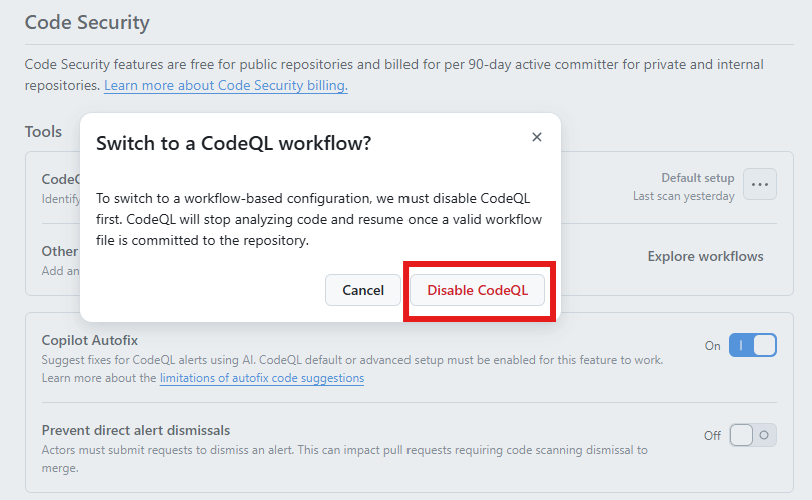 Code Security
Code Security features are free for public repositories and billed for per 90-day active committer for private and internal
repositories. Learn more about Code Security billing.
Tools
Switch to a CodeQL workflow?
To switch to a workflow-based configuration, we must disable CodeQL
first. CodeQL will stop analyzing code and resume once a valid workflow
file is committed to the repository.
Cancel
Disable CodeQL
Default setup
Last scan yesterday
Identify
Other
Add an
Explore workflows
Copilot Autofix
Suggest fixes for CodeQL alerts using AI. CodeQL default or advanced setup must be enabled for this feature to work.
Learn more about the limitations of autofix code suggestions
On
Prevent direct alert dismissals
Actors must submit requests to dismiss an alert. This can impact pull requests requiring code scanning dismissal to
merge.
Off